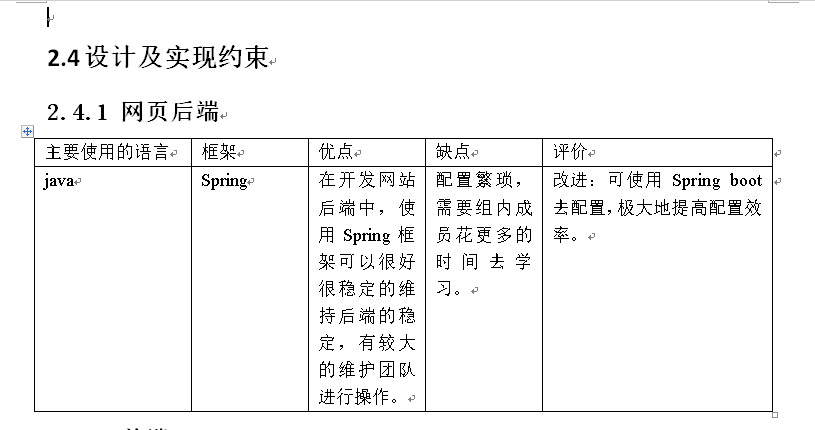 2.4 设计及实现约束
2.4.1 网页后端
主要使用的语言 框架 优点 缺点 评价
java
Spring
在开发网站
后端中，使
用 Spring 框
架可以很好
很稳定的维
持后端的稳
定，有较大
的维护团队
进行操作。
配置繁琐，
需要组内成
员花更多的
时间去学
习。
改进：可使用 Spring boot
去配置，极大地提高配置效
率。